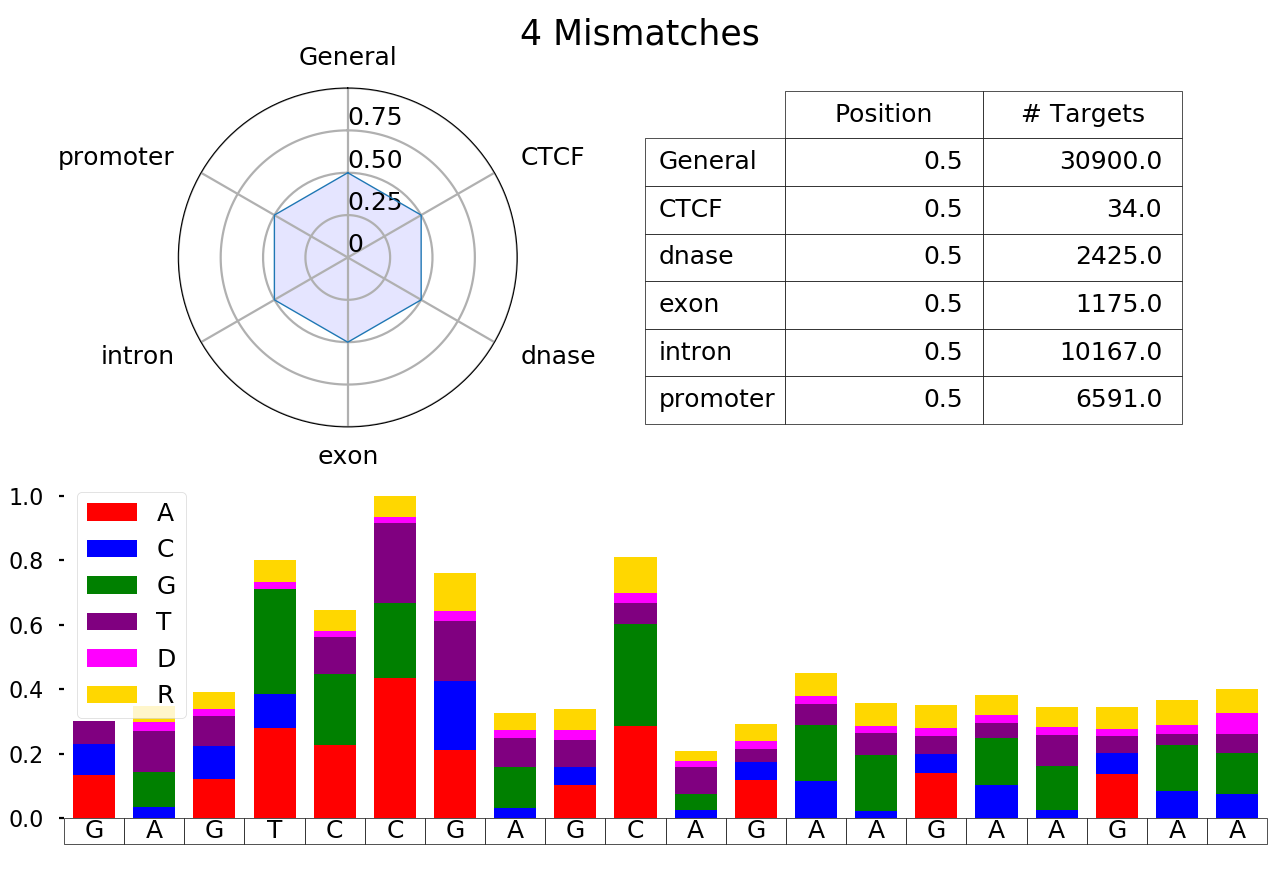 4 Mismatches
General
promoter
CTCF
0.75
0.50
0.25
0
intron
dnase
exon
Position # Targets
General 0.5 30900.0
CTCF 0.5 34.0
dnase 0.5 2425.0
exon 0.5 1175.0
intron 0.5 10167.0
promoter 0.5 6591.0
1.0
0.8
0.6
0.4
0.2
0.0
A
C
G
T
D
R
G A G T C C G A G C A G A A G A A G A A